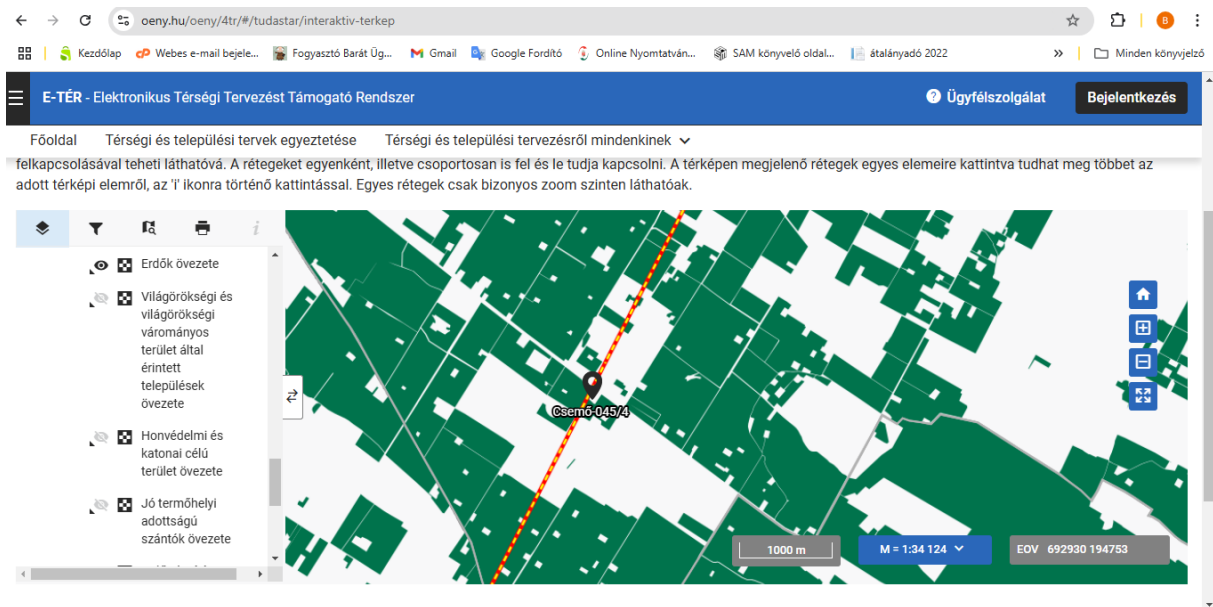 oeny.hu/oeny/4tr/#/tudastar/interaktiv-terkep
B
Kezdőlap Webes e-mail bejele... Fogyasztó Barát Üg... Gmail Google Fordító Online Nyomtatván... SAM könyvelő oldal... átalányadó 2022 » Minden könyvjelző
E-TÉR - Elektronikus Térségi Tervezést Támogató Rendszer Ügyfélszolgálat Bejelentkezés
Főoldal Térségi és települési tervek egyeztetése Térségi és települési tervezésről mindenkinek
felkapcsolásával teheti láthatóvá. A rétegeket egyenként, illetve csoportosan is fel és le tudja kapcsolni. A térképen megjelenő rétegek egyes elemeire kattintva tudhat meg többet az
adott térképi elemről, az 'i' ikonra történő kattintással. Egyes rétegek csak bizonyos zoom szinten láthatóak.
i
Erdők övezete
Világörökségi és
világörökségi
várományos
terület által
érintett
települések
övezete
Honvédelmi és
katonai célú
terület övezete
Jó termőhelyi
adottságú
szántók övezete
Csemő-045/4
1000 m M = 1:34 124 EOV 692930 194753